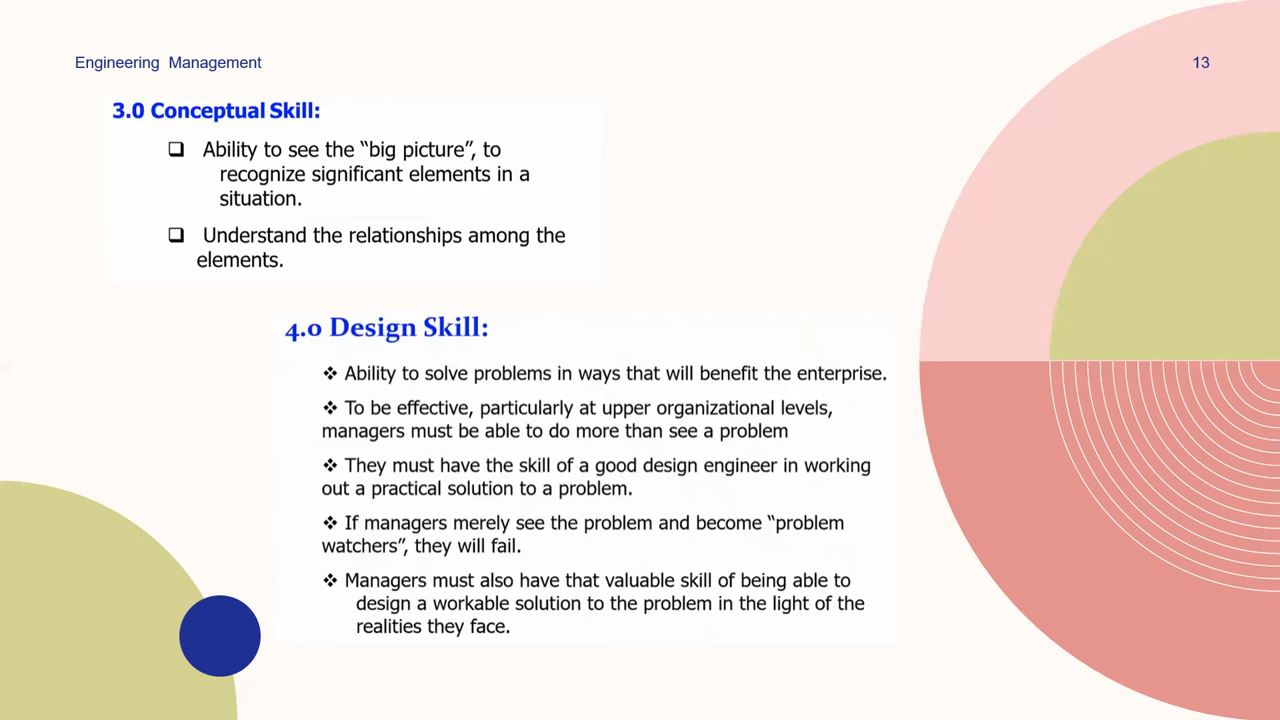 Engineering Management
13
3.0 Conceptual Skill:
❑ Ability to see the “big picture”, to
recognize significant elements in a
situation.
❑ Understand the relationships among the
elements.
4.0 Design Skill:
❖ Ability to solve problems in ways that will benefit the enterprise.
❖ To be effective, particularly at upper organizational levels,
managers must be able to do more than see a problem
❖ They must have the skill of a good design engineer in working
out a practical solution to a problem.
❖ If managers merely see the problem and become “problem
watchers”, they will fail.
❖ Managers must also have that valuable skill of being able to
design a workable solution to the problem in the light of the
realities they face.